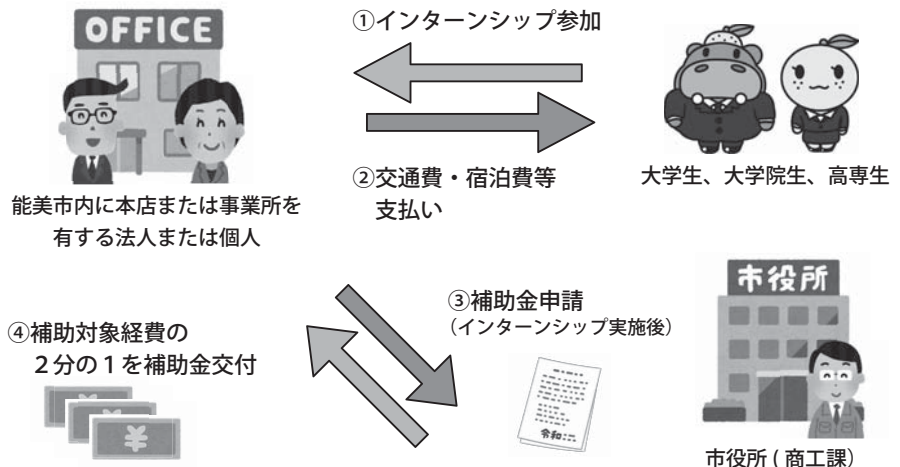 OFFICE
①インターンシップ参加
②交通費・宿泊費等
支払い
大学生、大学院生、高専生
能美市内に本店または事業所を
有する法人または個人
③補助金申請
（インターンシップ実施後）
④補助対象経費の
２分の１を補助金交付
¥
令和
市役所
市役所 ( 商工課）